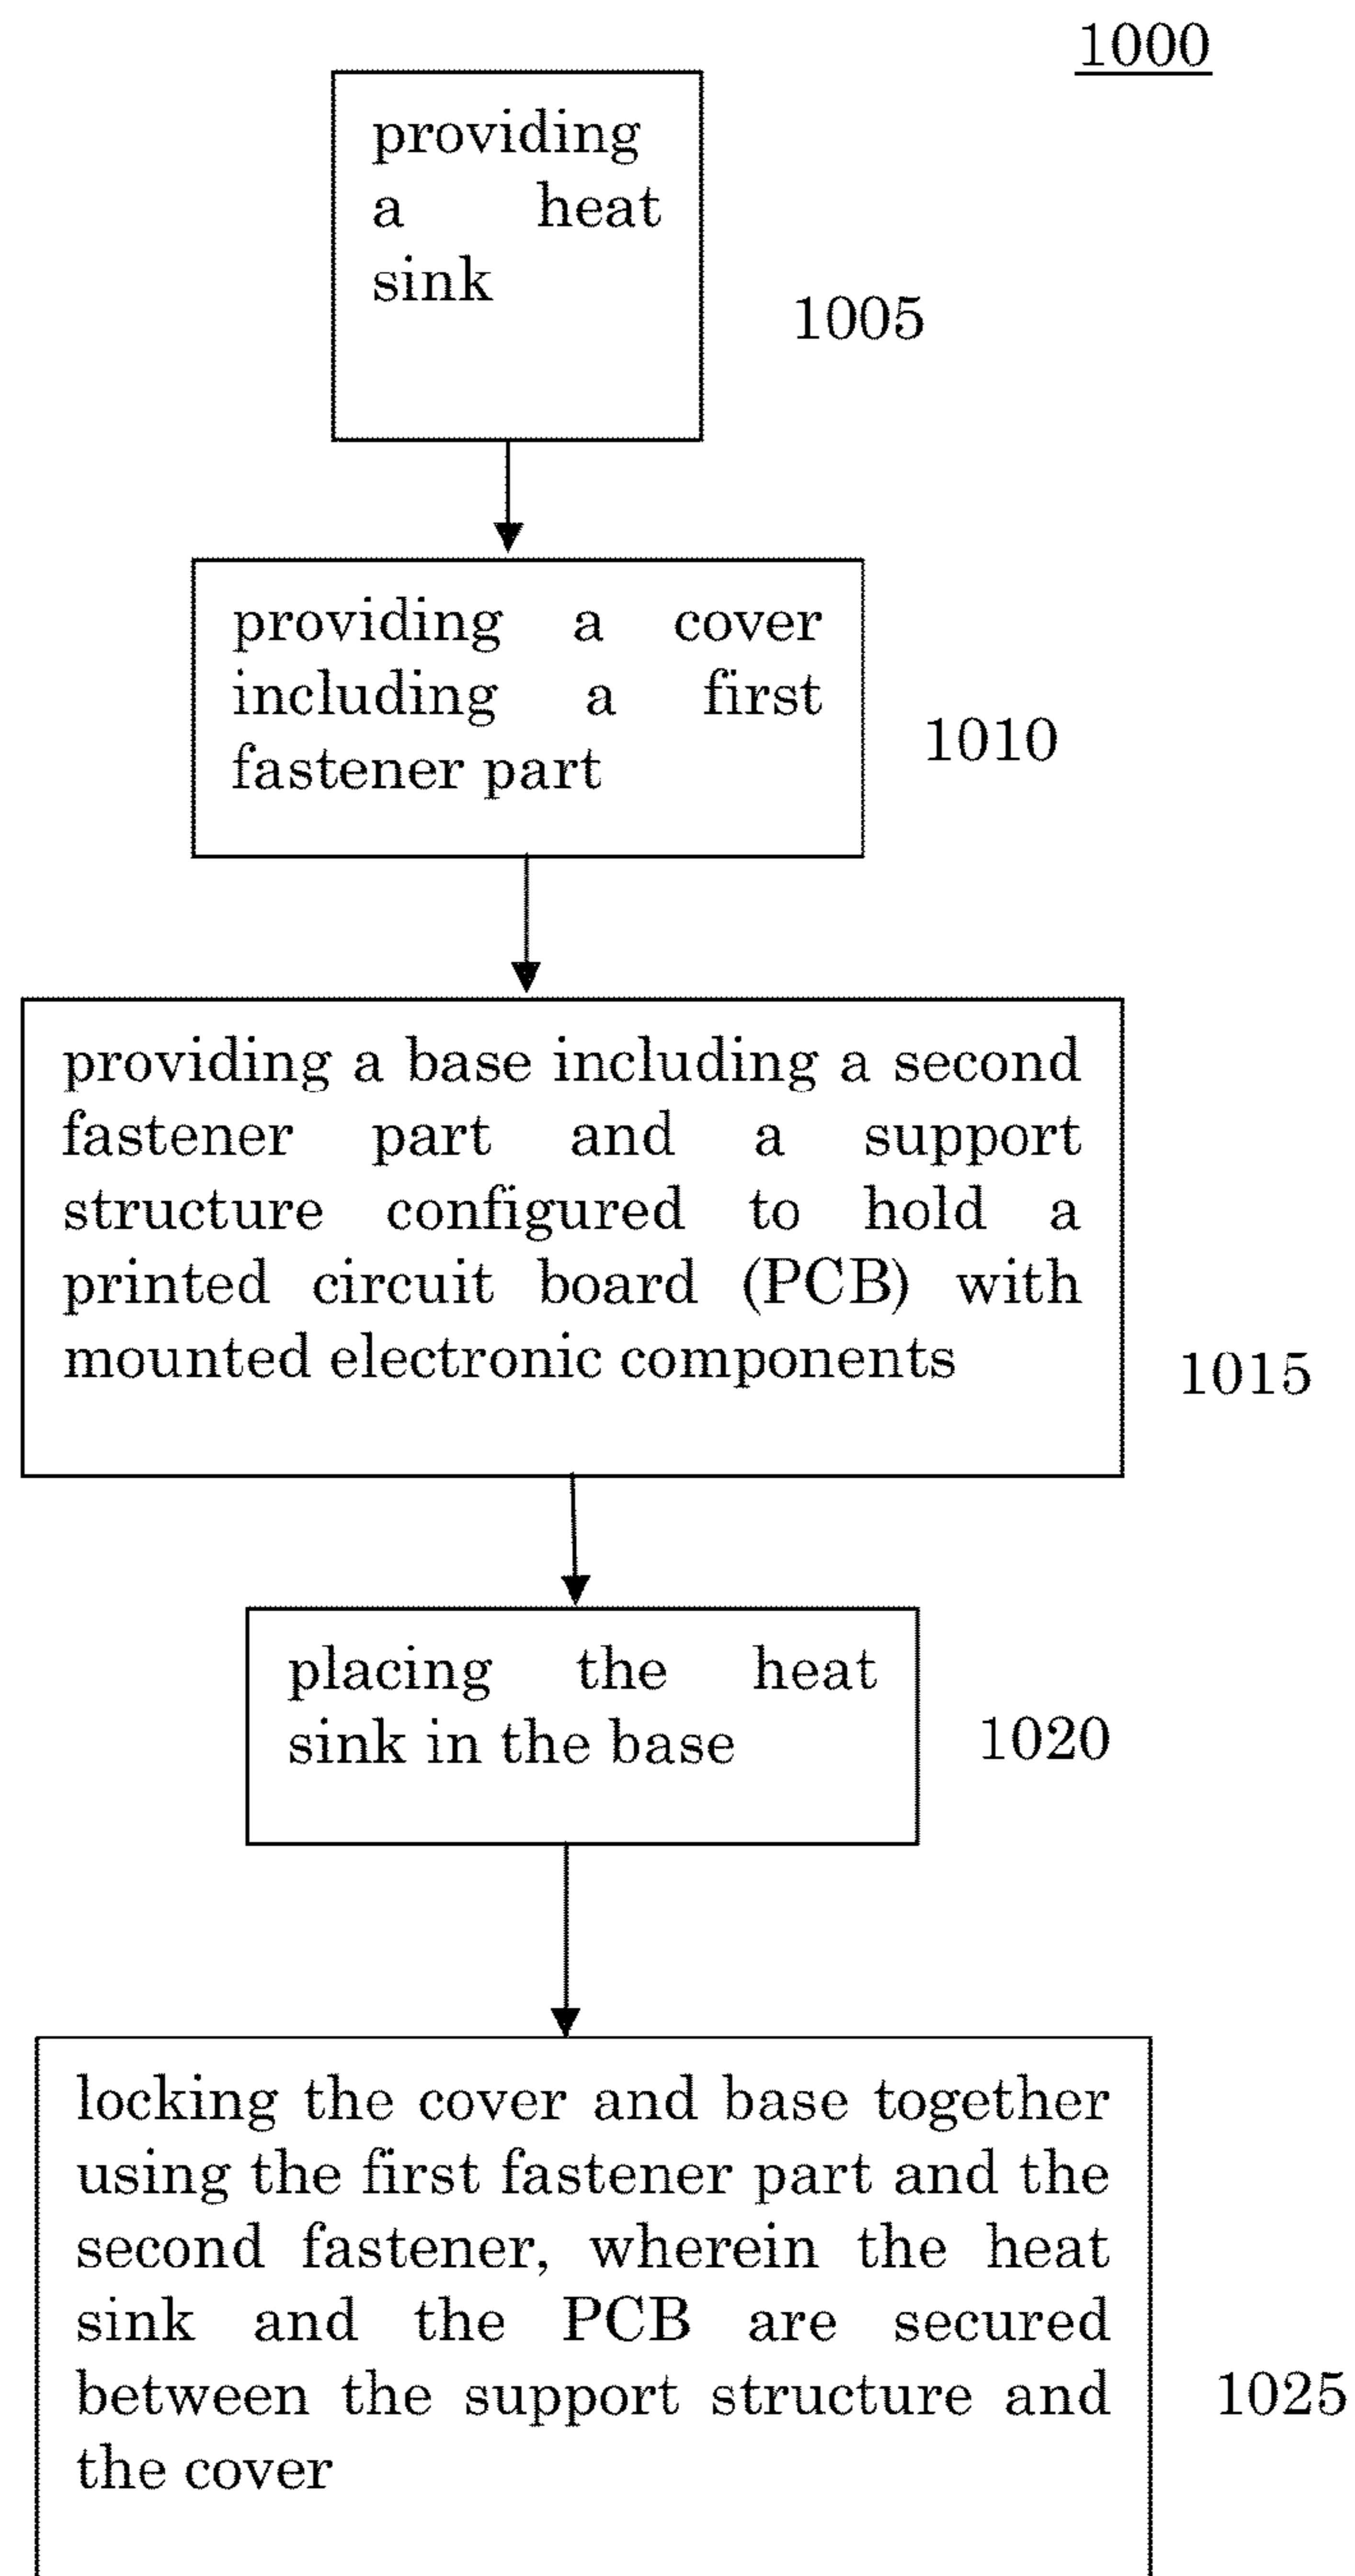 1000
providing
a heat
sink
1005
providing a cover
including a first
fastener part
1010
providing a base including a second
fastener part and a support
structure configured to hold a
printed circuit board (PCB) with
mounted electronic components
1015
placing the heat
sink in the base
1020
locking the cover and base together
using the first fastener part and the
second fastener, wherein the heat
sink and the PCB are secured
between the support structure and
the cover
1025